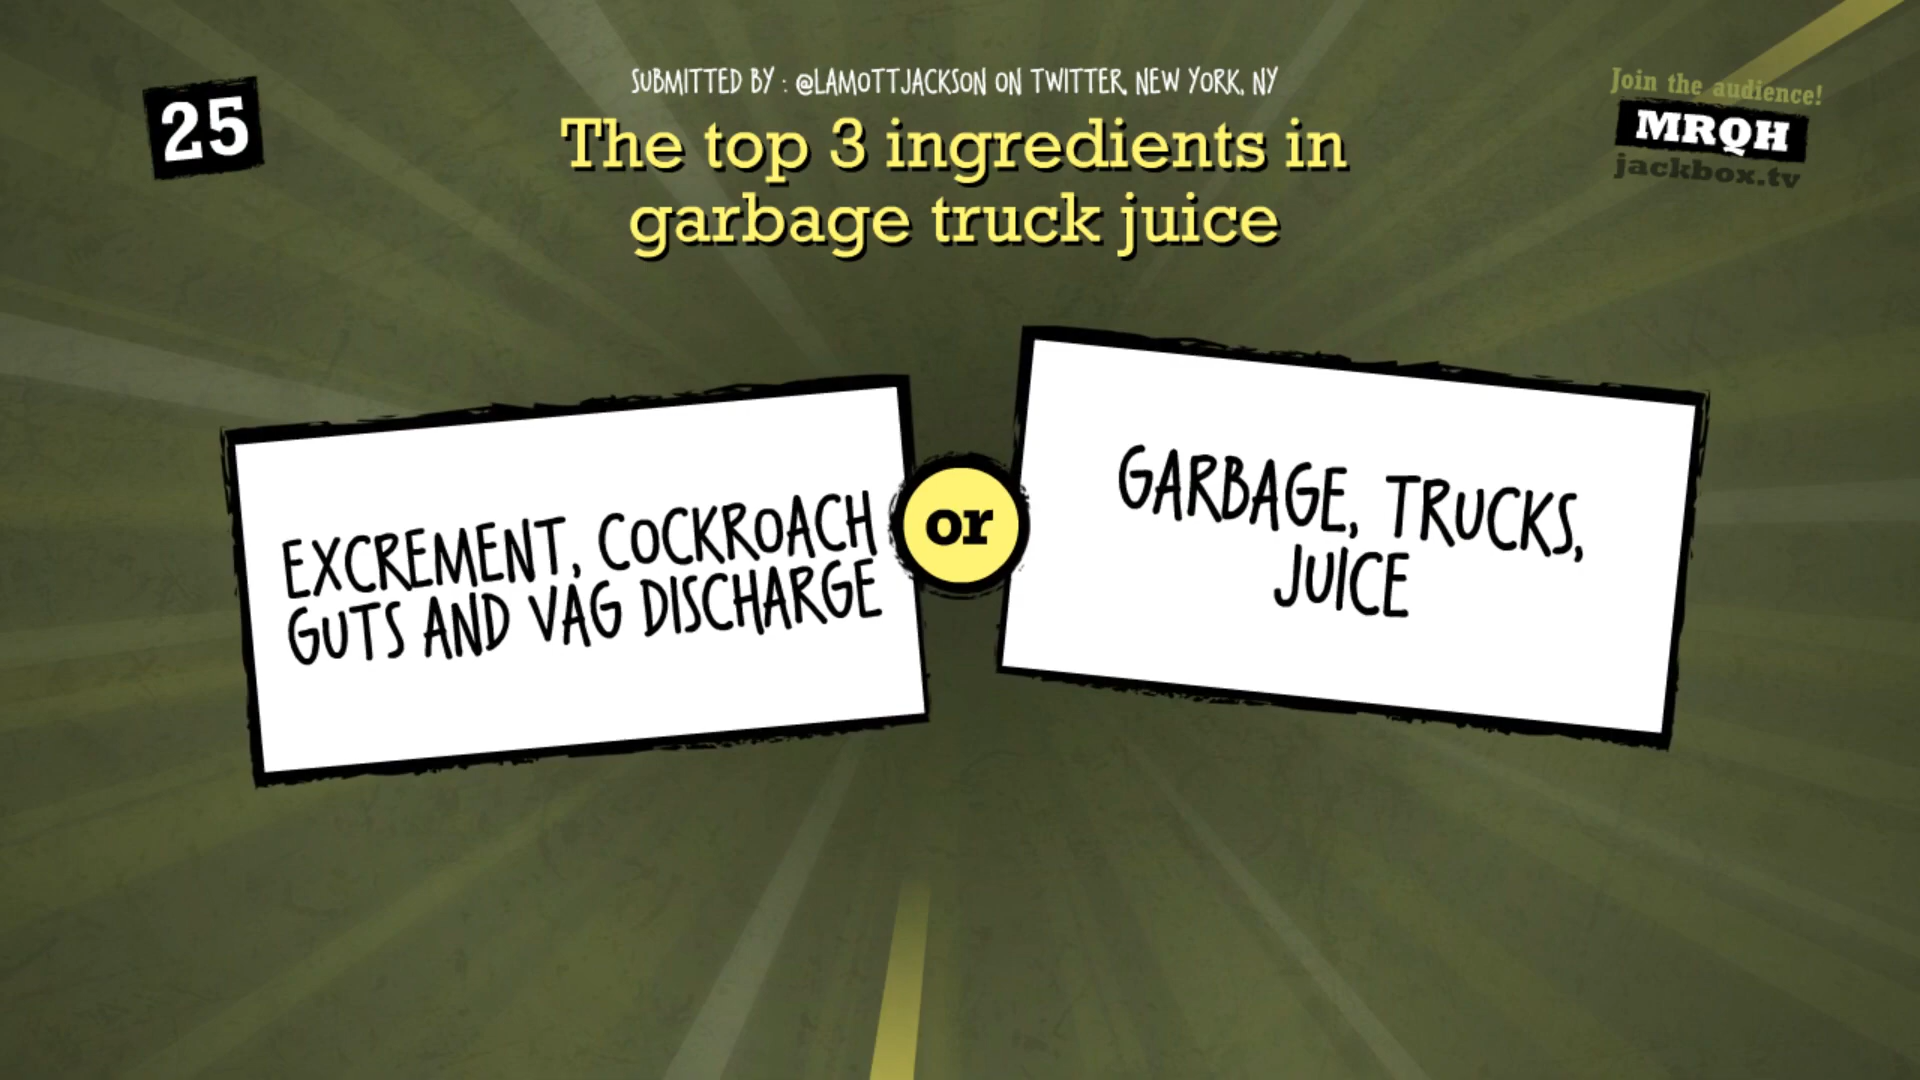 25
SUBMITTED BY : @LAMOTTJACKSON ON TWITTER, NEW YORK, NY
The top 3 ingredients in
garbage truck juice
Join the audience!
MRQH
jackbox.tv
EXCREMENT, COCKROACH
GUTS AND VAG DISCHARGE
or
GARBAGE, TRUCKS,
JUICE